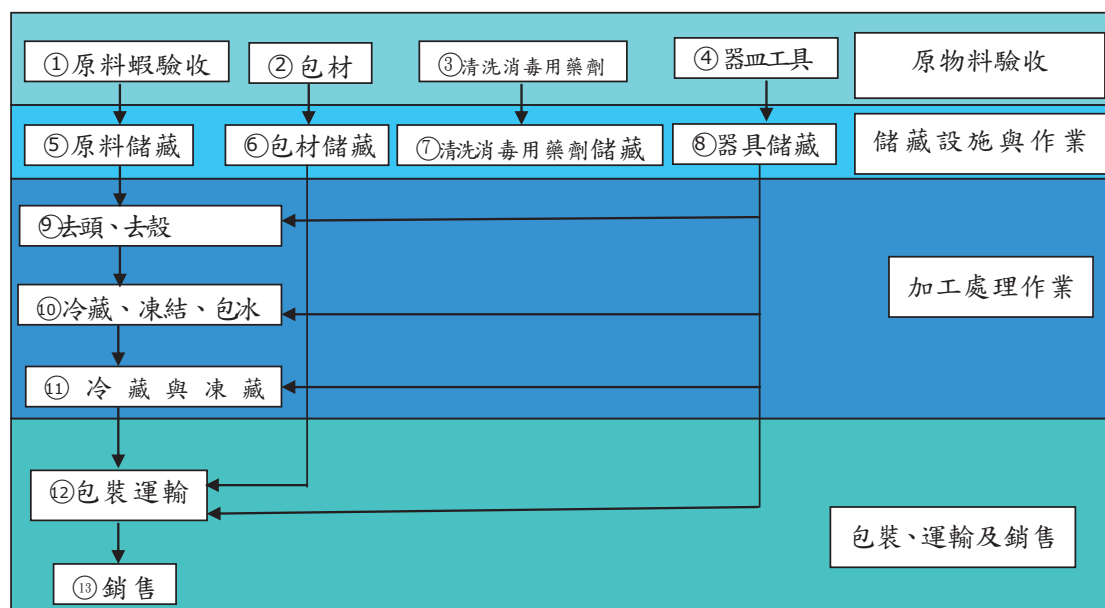 ①原料蝦驗收
②包材
③清洗消毒用藥劑
④器皿工具
原物料驗收
⑤原料儲藏
⑥包材儲藏
⑦清洗消毒用藥劑儲藏
⑧器具儲藏
儲藏設施與作業
⑨去頭、去殼
加工處理作業
⑩冷藏、凍結、包冰
⑪冷藏與凍藏
⑫包裝運輸
包裝、運輸及銷售
⑬銷售